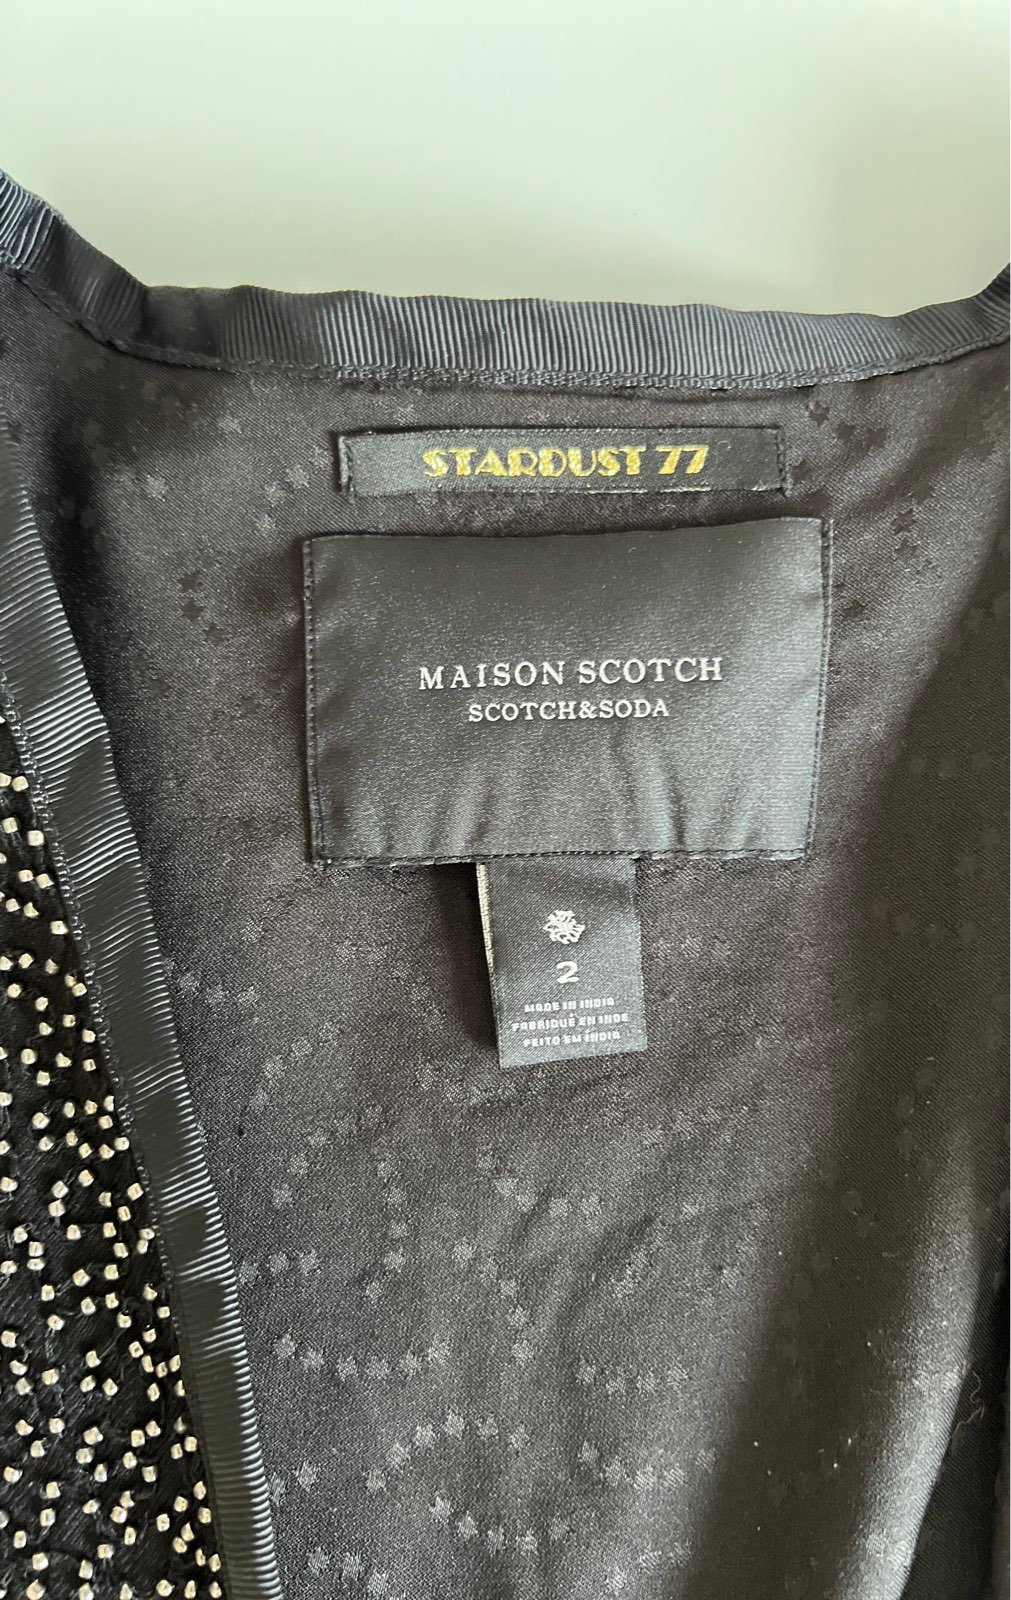 STARDUST 77
MAISON SCOTCH
SCOTCH&SODA
2
MADE IN INDIA
FABRIQUÉ EN INDE
FEITO EM ÍNDIA